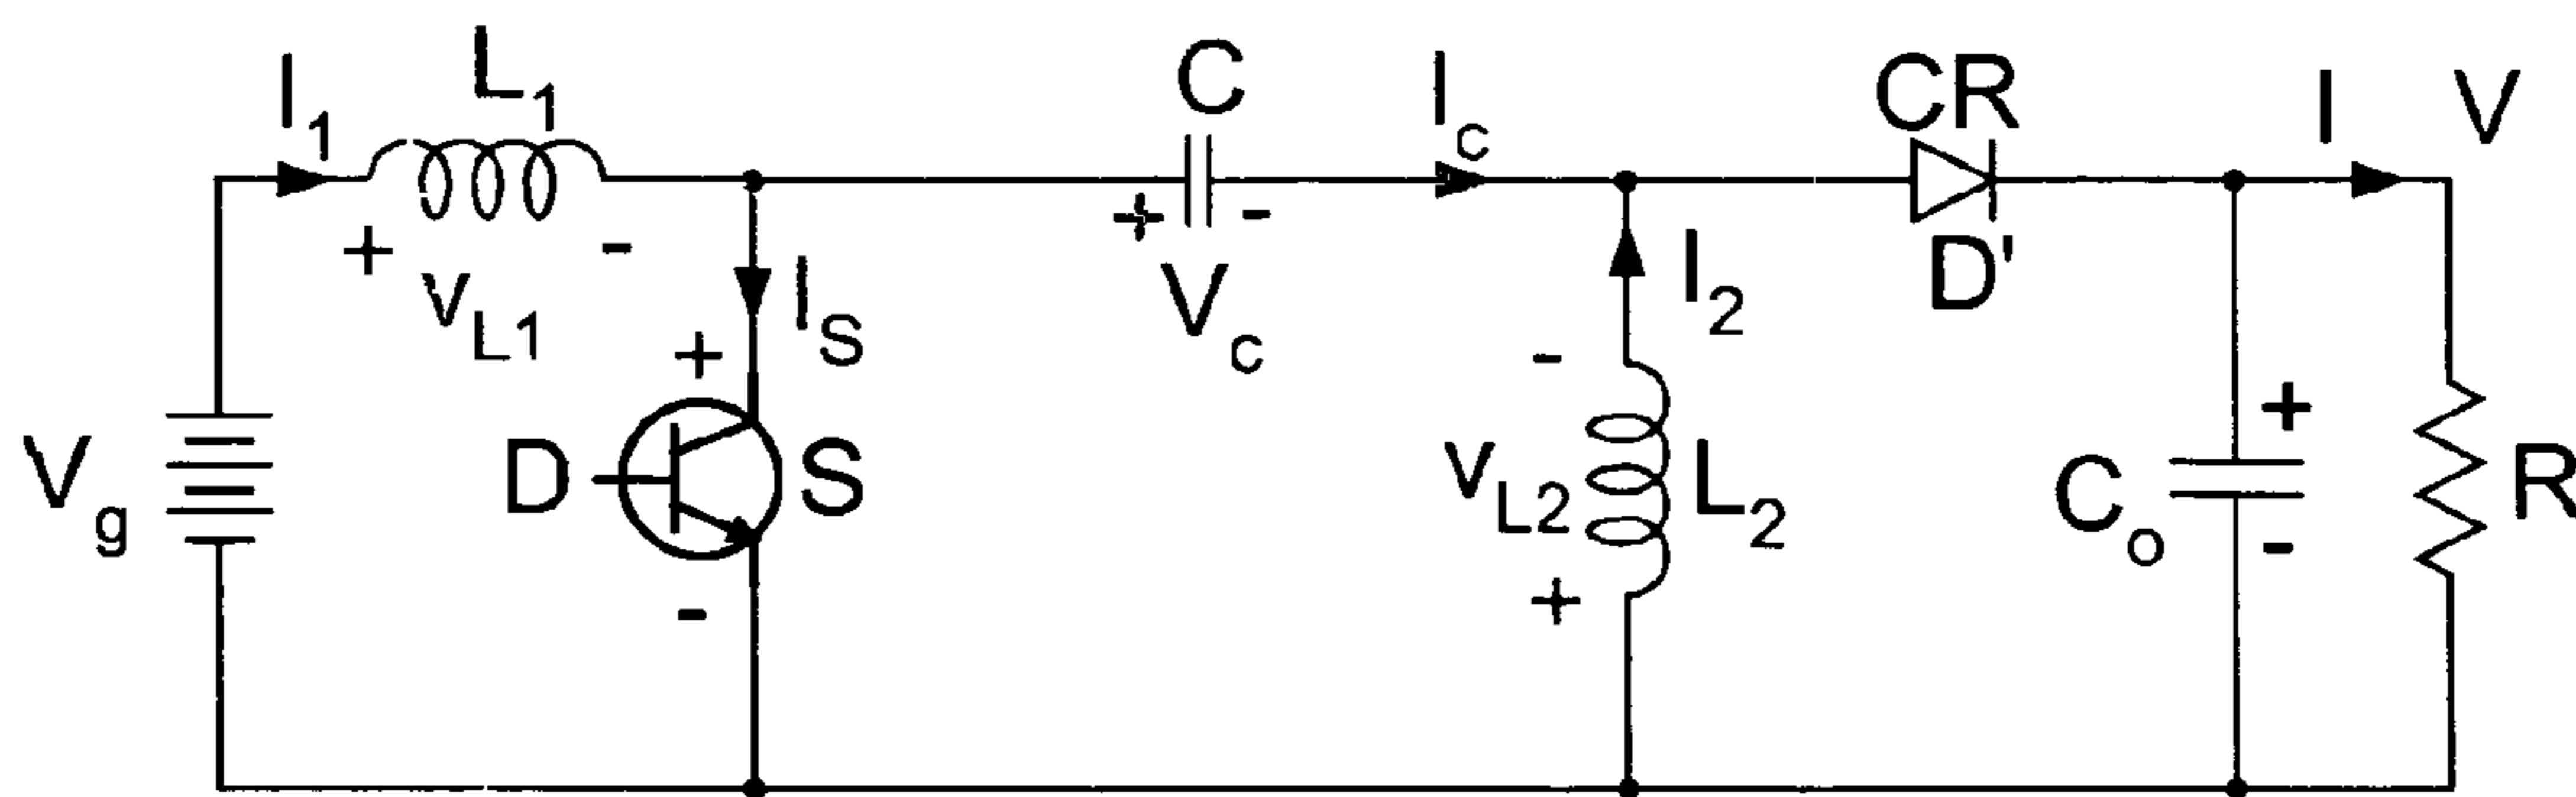 I1 L1 C Ic CR I V
+ - + -
vL1 IS Vc I2 D'
+ -
Vg D S vL2 L2 Co + R
- + -